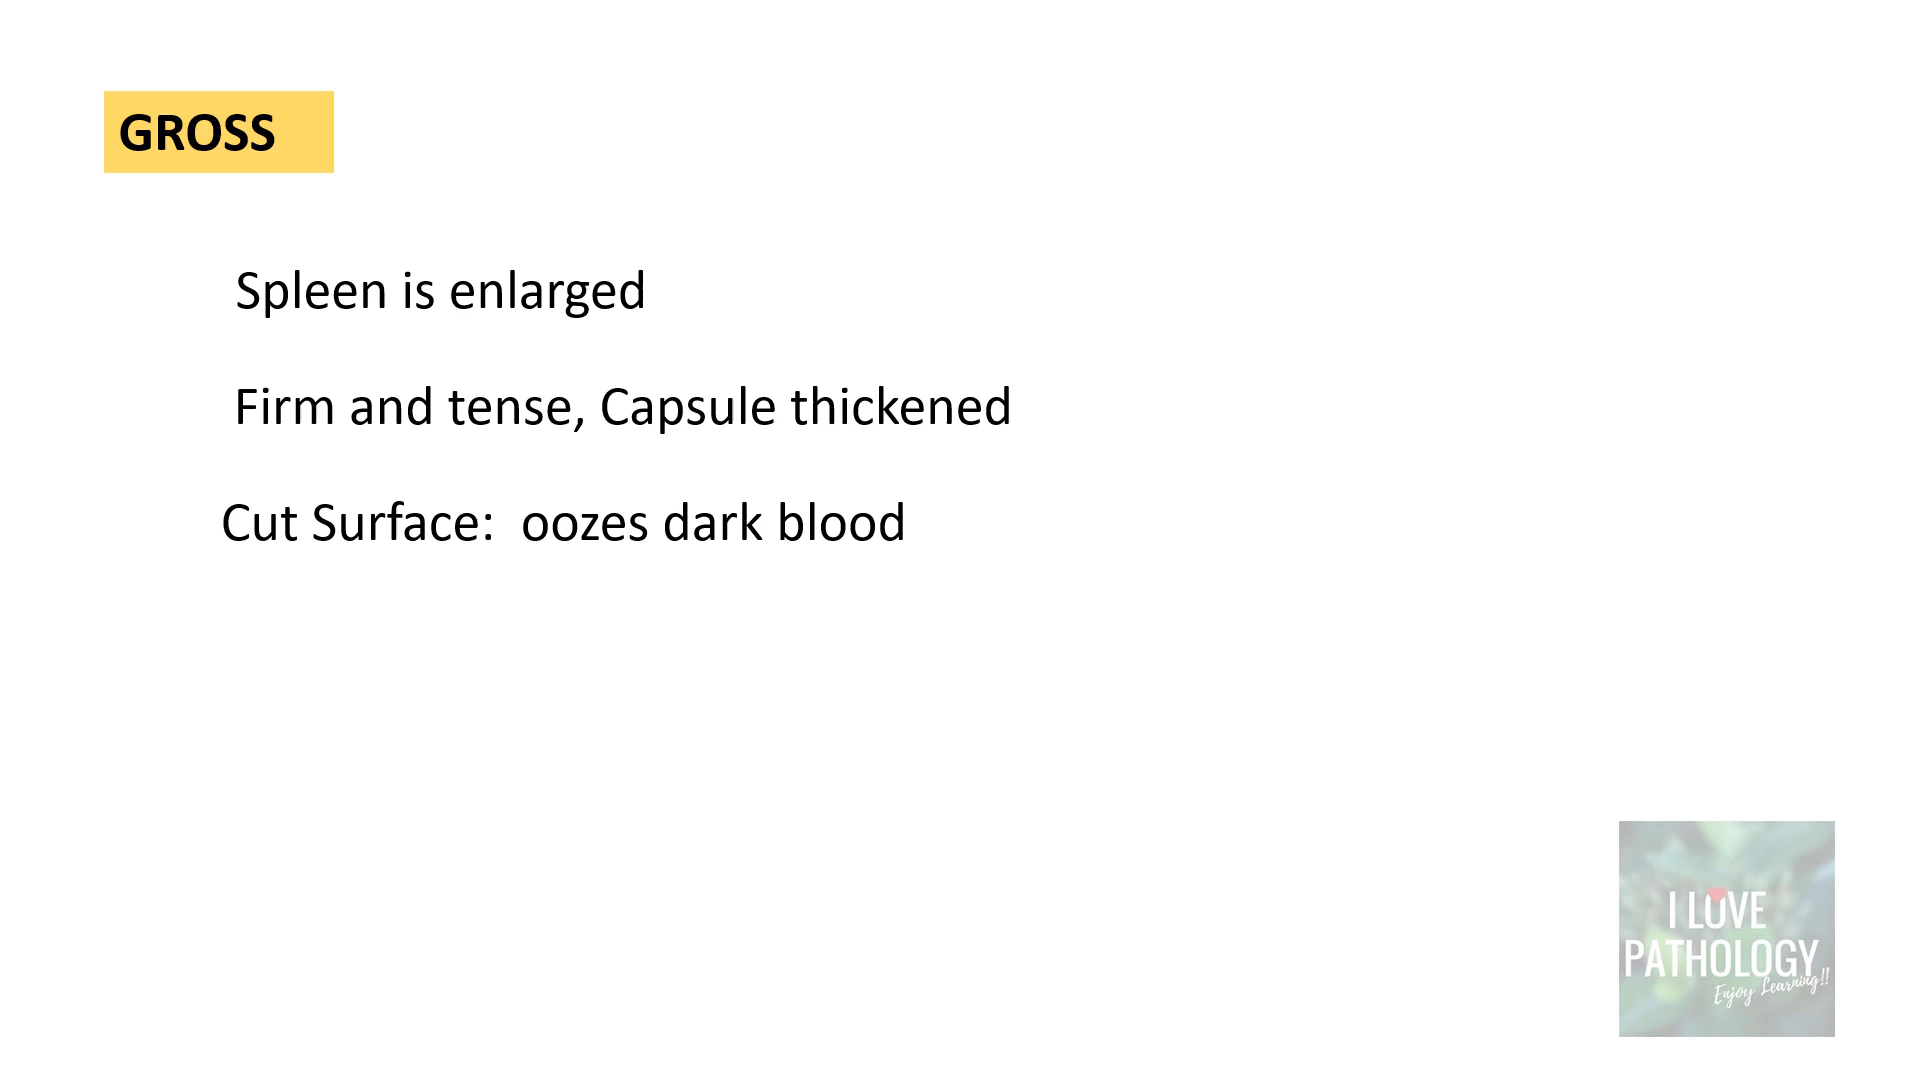 GROSS
Spleen is enlarged
Firm and tense, Capsule thickened
Cut Surface:  oozes dark blood
I LOVE
PATHOLOGY
Enjoy Learning!!